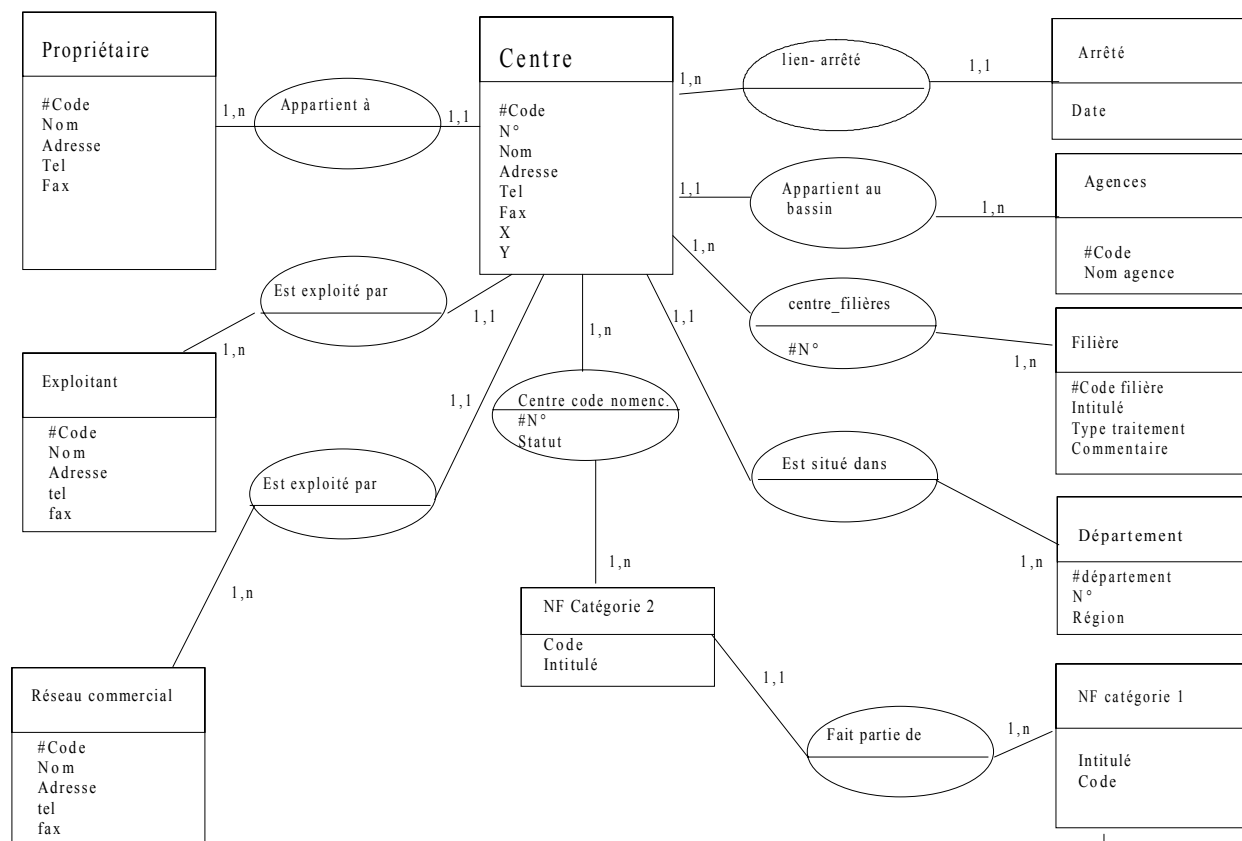 Propriétaire
#Code
Nom
Adresse
Tel
Fax
1,n
Appartient à
1,1
Centre
#Code
N°
Nom
Adresse
Tel
Fax
X
Y
1,n
lien- arrêté
1,1
Arrêté
Date
1,1
Appartient au
bassin
1,n
Agences
#Code
Nom agence
1,n
centre_filières
#N°
1,n
Filière
#Code filière
Intitulé
Type traitement
Commentaire
Est exploité par
1,1
1,n
Exploitant
#Code
Nom
Adresse
tel
fax
1,1
Est exploité par
1,n
Réseau commercial
#Code
Nom
Adresse
tel
fax
1,n
Centre code nomenc.
#N°
Statut
1,n
NF Catégorie 2
Code
Intitulé
1,1
Est situé dans
1,n
Département
#département
N°
Région
1,1
Fait partie de
1,n
NF catégorie 1
Intitulé
Code